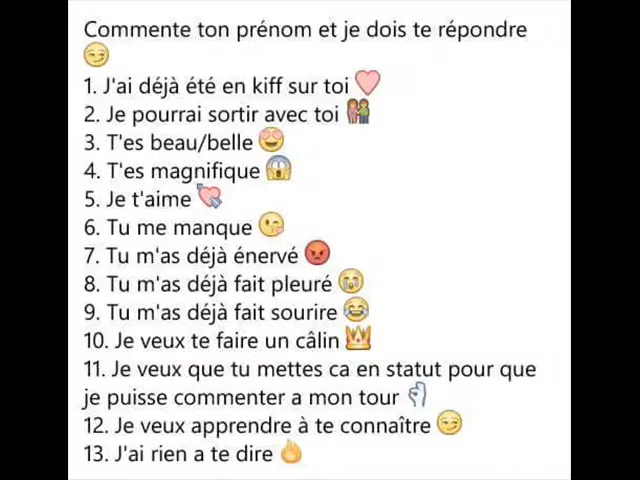 Commente ton prénom et je dois te répondre
😏
1. J'ai déjà été en kiff sur toi 💗
2. Je pourrai sortir avec toi 👫
3. T'es beau/belle 😍
4. T'es magnifique 😱
5. Je t'aime 💘
6. Tu me manque 😘
7. Tu m'as déjà énervé 😡
8. Tu m'as déjà fait pleuré 😭
9. Tu m'as déjà fait sourire 😂
10. Je veux te faire un câlin 👑
11. Je veux que tu mettes ca en statut pour que
je puisse commenter a mon tour 👌
12. Je veux apprendre à te connaître 😏
13. J'ai rien a te dire 🔥